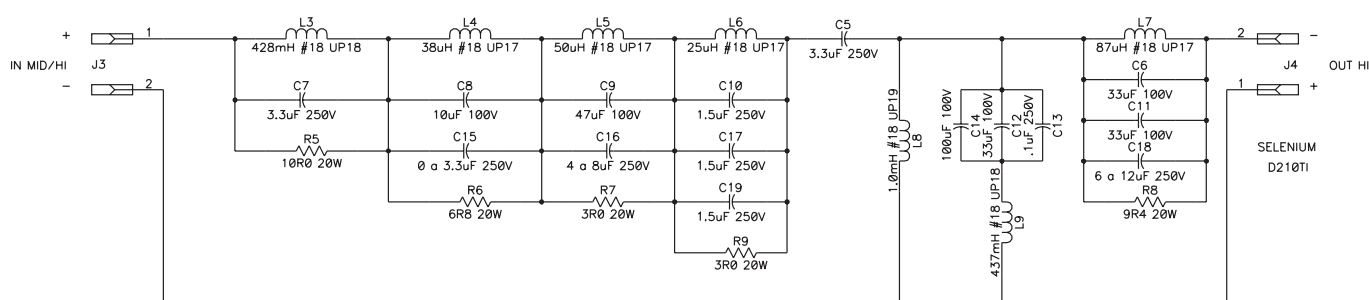 L3
428mH #18 UP18
L4
38uH #18 UP17
L5
50uH #18 UP17
L6
25uH #18 UP17
C5
3.3uF 250V
L7
87uH #18 UP17
+
1
IN MID/HI
J3
-
2
2
-
J4
OUT HI
1
+
SELENIUM
D210TI
C7
3.3uF 250V
R5
10R0 20W
C8
10uF 100V
C15
0 a 3.3uF 250V
R6
6R8 20W
C9
47uF 100V
C16
4 a 8uF 250V
R7
3R0 20W
C10
1.5uF 250V
C17
1.5uF 250V
C19
1.5uF 250V
R9
3R0 20W
1.0mH #18 UP19
L8
100uF 100V
C14
33uF 100V
C12
.1uF 250V
C13
437mH #18 UP18
L9
C6
33uF 100V
C11
33uF 100V
C18
6 a 12uF 250V
R8
9R4 20W